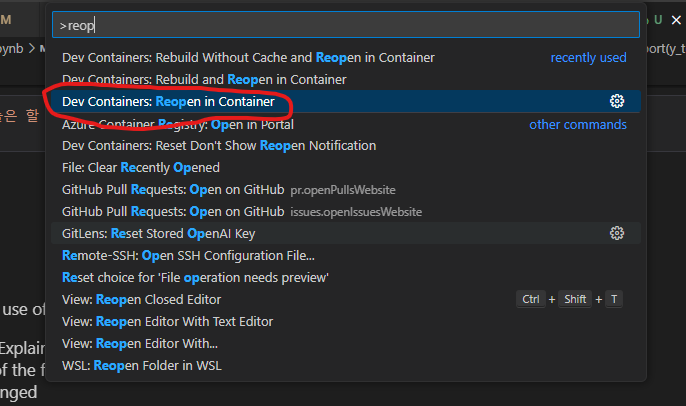 M
>reop
U
ynb > M
port(y_t
Dev Containers: Rebuild Without Cache and Reopen in Container recently used
Dev Containers: Rebuild and Reopen in Container
Dev Containers: Reopen in Container
들은 할
Azure Container Registry: Open in Portal other commands
Dev Containers: Reset Don't Show Reopen Notification
File: Clear Recently Opened
GitHub Pull Requests: Open on GitHub pr.openPullsWebsite
GitHub Pull Requests: Open on GitHub issues.openIssuesWebsite
GitLens: Reset Stored OpenAI Key
Remote-SSH: Open SSH Configuration File...
Reset choice for 'File operation needs preview'
View: Reopen Closed Editor Ctrl + Shift + T
use of
View: Reopen Editor With Text Editor
Explain
View: Reopen Editor With...
of the f
WSL: Reopen Folder in WSL
nged